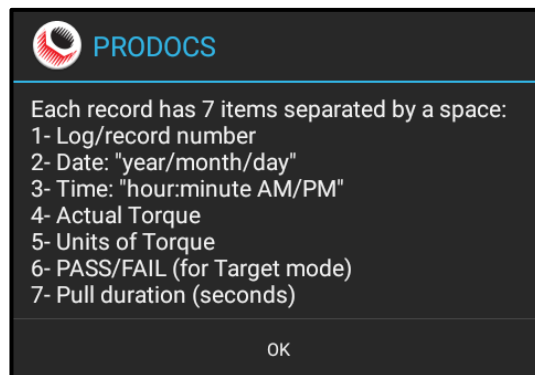 PRODOCS
Each record has 7 items separated by a space:
1- Log/record number
2- Date: "year/month/day"
3- Time: "hour:minute AM/PM"
4- Actual Torque
5- Units of Torque
6- PASS/FAIL (for Target mode)
7- Pull duration (seconds)
OK